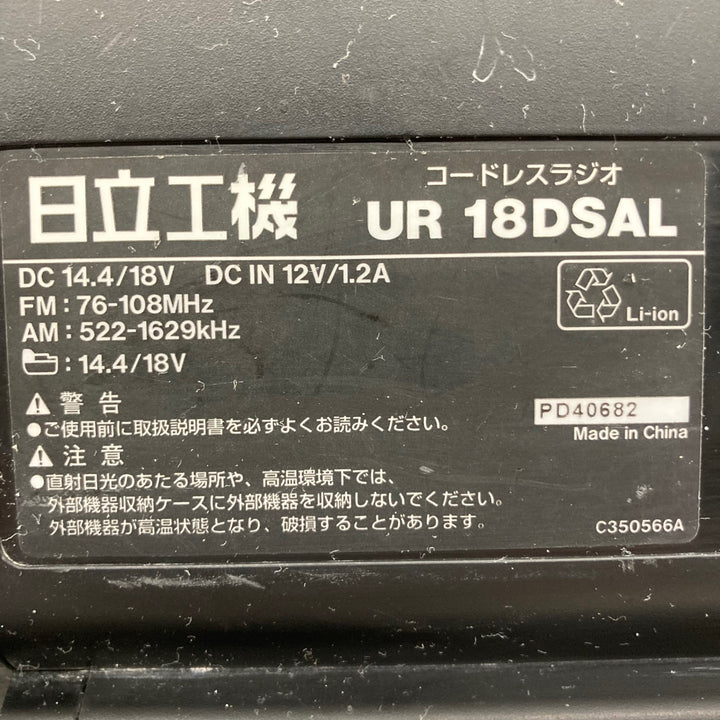 日立工機
コードレスラジオ
UR 18DSAL
DC 14.4/18V DC IN 12V/1.2A
FM : 76-108MHz
AM : 522-1629kHz
: 14.4/18V
Li-ion
⚠ 警告
●ご使用前に取扱説明書を必ずよくお読みください。
⚠ 注意
●直射日光のあたる場所や、高温環境下では、
外部機器収納ケースに外部機器を収納しないでください。
外部機器が高温状態となり、破損することがあります。
PD40682
Made in China
C350566A